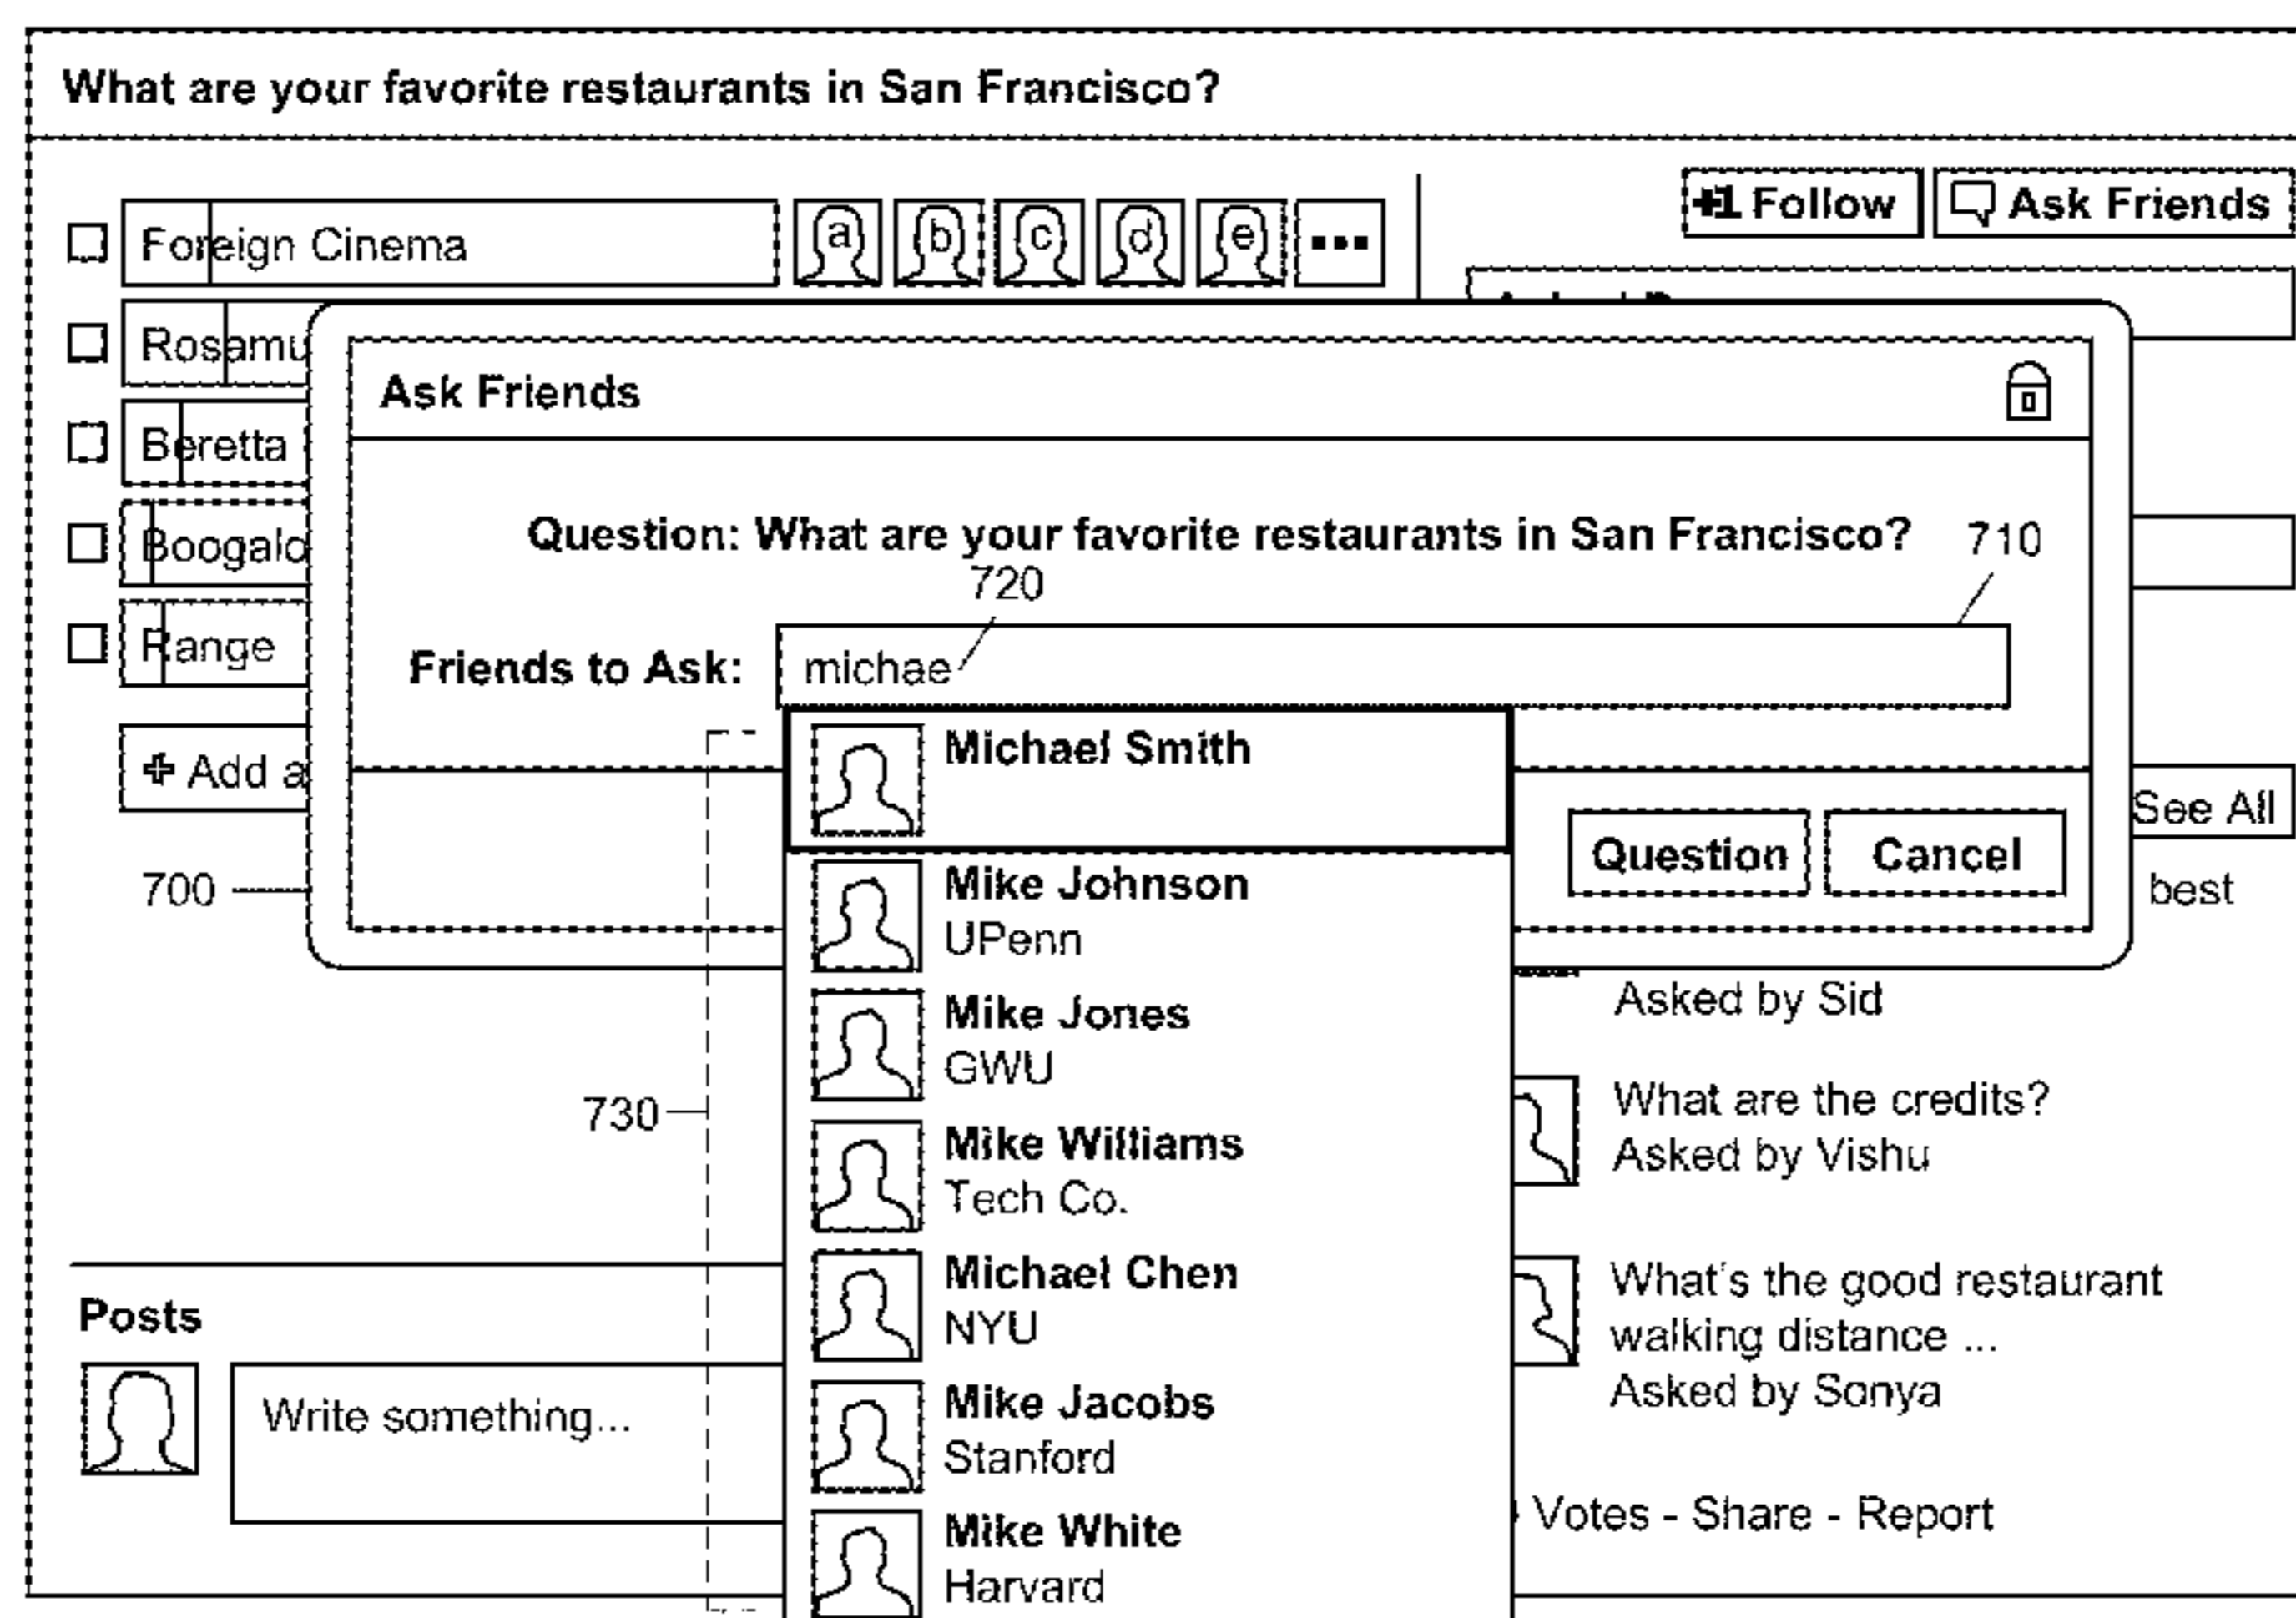 What are your favorite restaurants in San Francisco?
+1 Follow
Ask Friends
Foreign Cinema
a b c d e ...
Rosamu
Beretta
Boogalo
Range
Add a
Ask Friends
Question: What are your favorite restaurants in San Francisco?
710
720
Friends to Ask: michae
Question
Cancel
700
730
Michael Smith
Mike Johnson
UPenn
Mike Jones
GWU
Mike Williams
Tech Co.
Michael Chen
NYU
Mike Jacobs
Stanford
Mike White
Harvard
See All
best
Asked by Sid
What are the credits?
Asked by Vishu
What's the good restaurant
walking distance ...
Asked by Sonya
Votes - Share - Report
Posts
Write something...